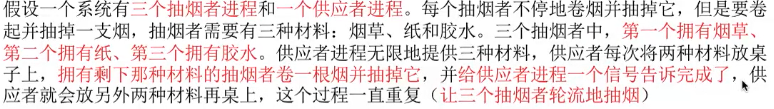 假设一个系统有三个抽烟者进程和一个供应者进程。每个抽烟者不停地卷烟并抽掉它，但是要卷
起并抽掉一支烟，抽烟者需要有三种材料：烟草、纸和胶水。三个抽烟者中，第一个拥有烟草、
第二个拥有纸、第三个拥有胶水。供应者进程无限地提供三种材料，供应者每次将两种材料放桌
子上，拥有剩下那种材料的抽烟者卷一根烟并抽掉它，并给供应者进程一个信号告诉完成了，供
应者就会放另外两种材料再桌上，这个过程一直重复（让三个抽烟者轮流地抽烟）